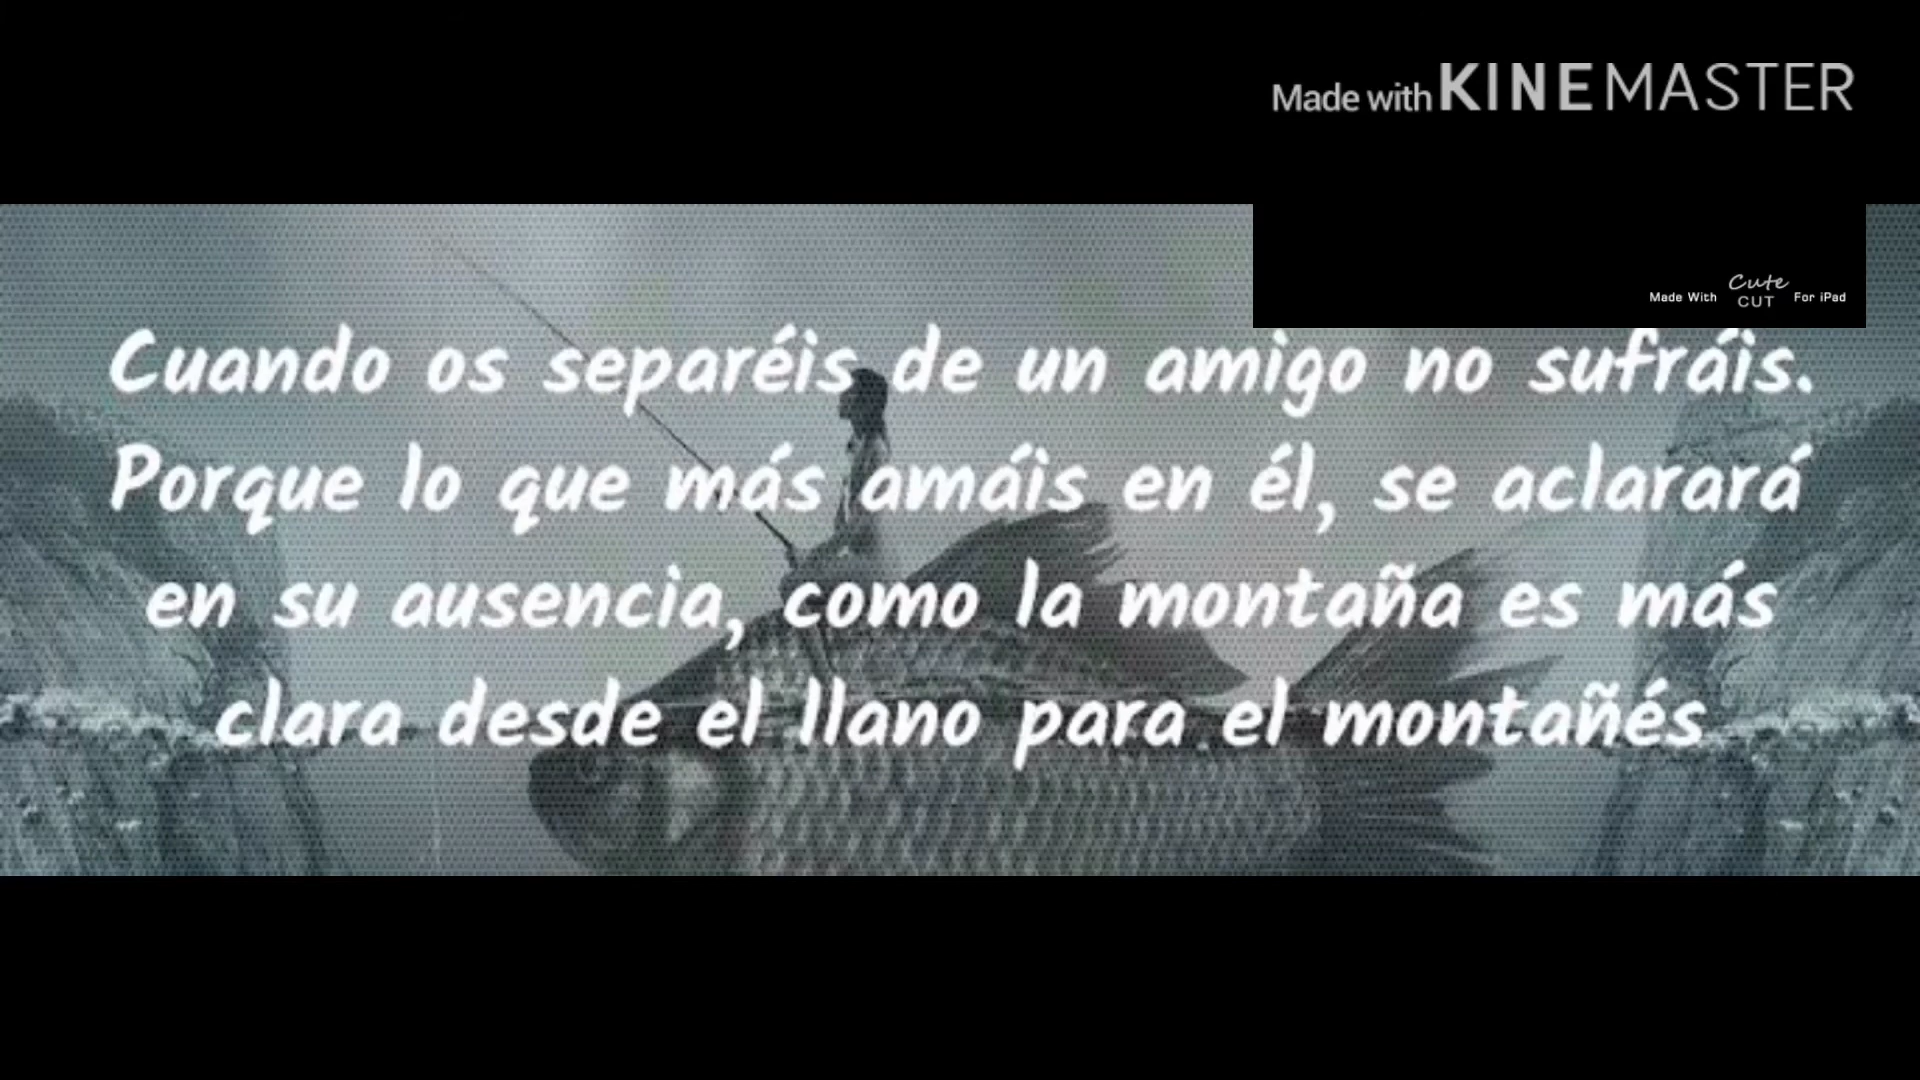 Made with KINEMASTER
Made With Cute CUT For iPad
Cuando os separéis de un amigo no sufráis.
Porque lo que más amáis en él, se aclarará
en su ausencia, como la montaña es más
clara desde el llano para el montañés